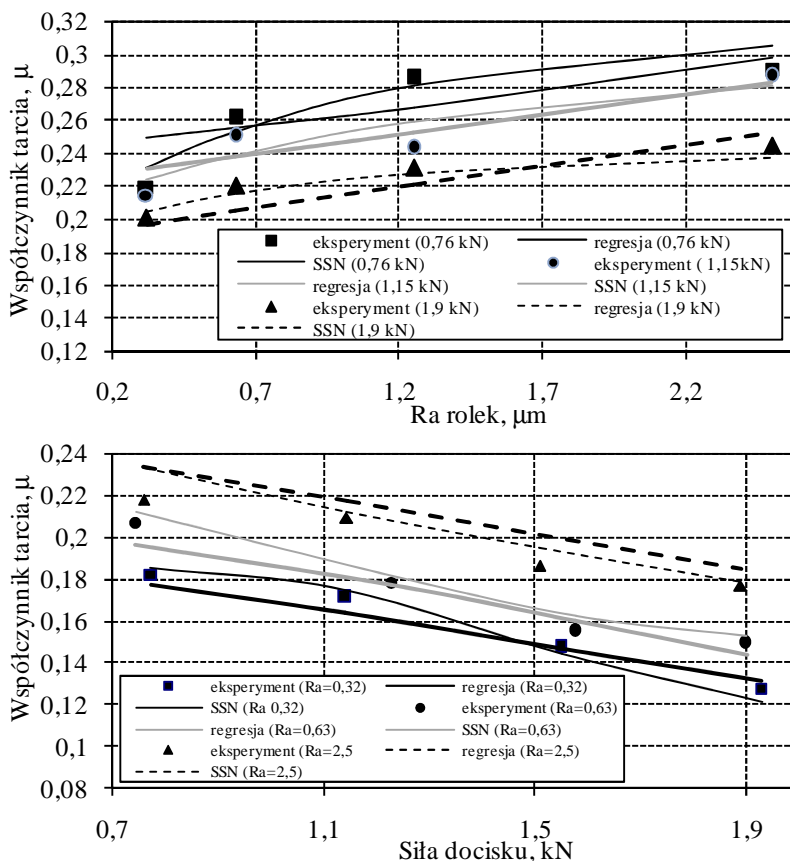 0,32
0,3
0,28
0,26
0,24
0,22
0,2
0,18
0,16
0,14
0,12
Współczynnik tarcia, μ
eksperyment (0,76 kN)
regresja (0,76 kN)
SSN (0,76 kN)
eksperyment ( 1,15kN)
regresja (1,15 kN)
SSN (1,15 kN)
eksperyment (1,9 kN)
regresja (1,9 kN)
SSN (1,9 kN)
0,2 0,7 1,2 1,7 2,2
Ra rolek, μm
0,24
0,22
0,2
0,18
0,16
0,14
0,12
0,1
0,08
Współczynnik tarcia, μ
eksperyment (Ra=0,32)
regresja (Ra=0,32)
SSN (Ra 0,32)
eksperyment (Ra=0,63)
regresja (Ra=0,63)
SSN (Ra=0,63)
eksperyment (Ra=2,5
regresja (Ra=2,5)
SSN (Ra=2,5)
0,7 1,1 1,5 1,9
Siła docisku, kN